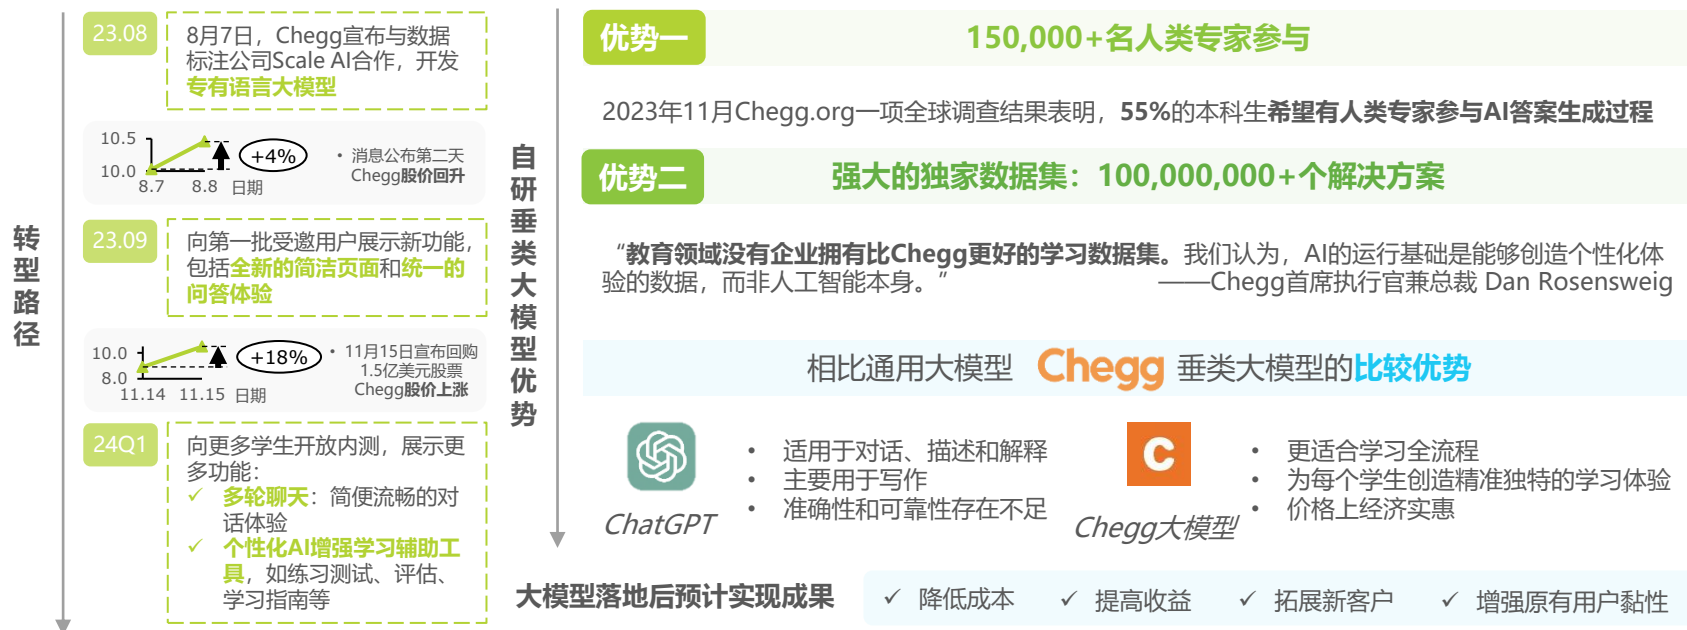 转型路径
23.08
8月7日，Chegg宣布与数据
标注公司Scale AI合作，开发
专有语言大模型
10.5
10.0
8.7
8.8
日期
+4%
• 消息公布第二天
Chegg股价回升
23.09
向第一批受邀用户展示新功能，
包括全新的简洁页面和统一的
问答体验
10.0
8.0
11.14
11.15
日期
+18%
• 11月15日宣布回购
1.5亿美元股票
Chegg股价上涨
24Q1
向更多学生开放内测，展示更
多功能：
✓ 多轮聊天：简便流畅的对
话体验
✓ 个性化AI增强学习辅助工
具，如练习测试、评估、
学习指南等
自研垂类大模型优势
优势一
150,000+名人类专家参与
2023年11月Chegg.org一项全球调查结果表明，55%的本科生希望有人类专家参与AI答案生成过程
优势二
强大的独家数据集：100,000,000+个解决方案
“教育领域没有企业拥有比Chegg更好的学习数据集。我们认为，AI的运行基础是能够创造个性化体
验的数据，而非人工智能本身。” ——Chegg首席执行官兼总裁 Dan Rosensweig
相比通用大模型 Chegg 垂类大模型的比较优势
ChatGPT
• 适用于对话、描述和解释
• 主要用于写作
• 准确性和可靠性存在不足
C
Chegg大模型
• 更适合学习全流程
• 为每个学生创造精准独特的学习体验
• 价格上经济实惠
大模型落地后预计实现成果
✓ 降低成本
✓ 提高收益
✓ 拓展新客户
✓ 增强原有用户黏性